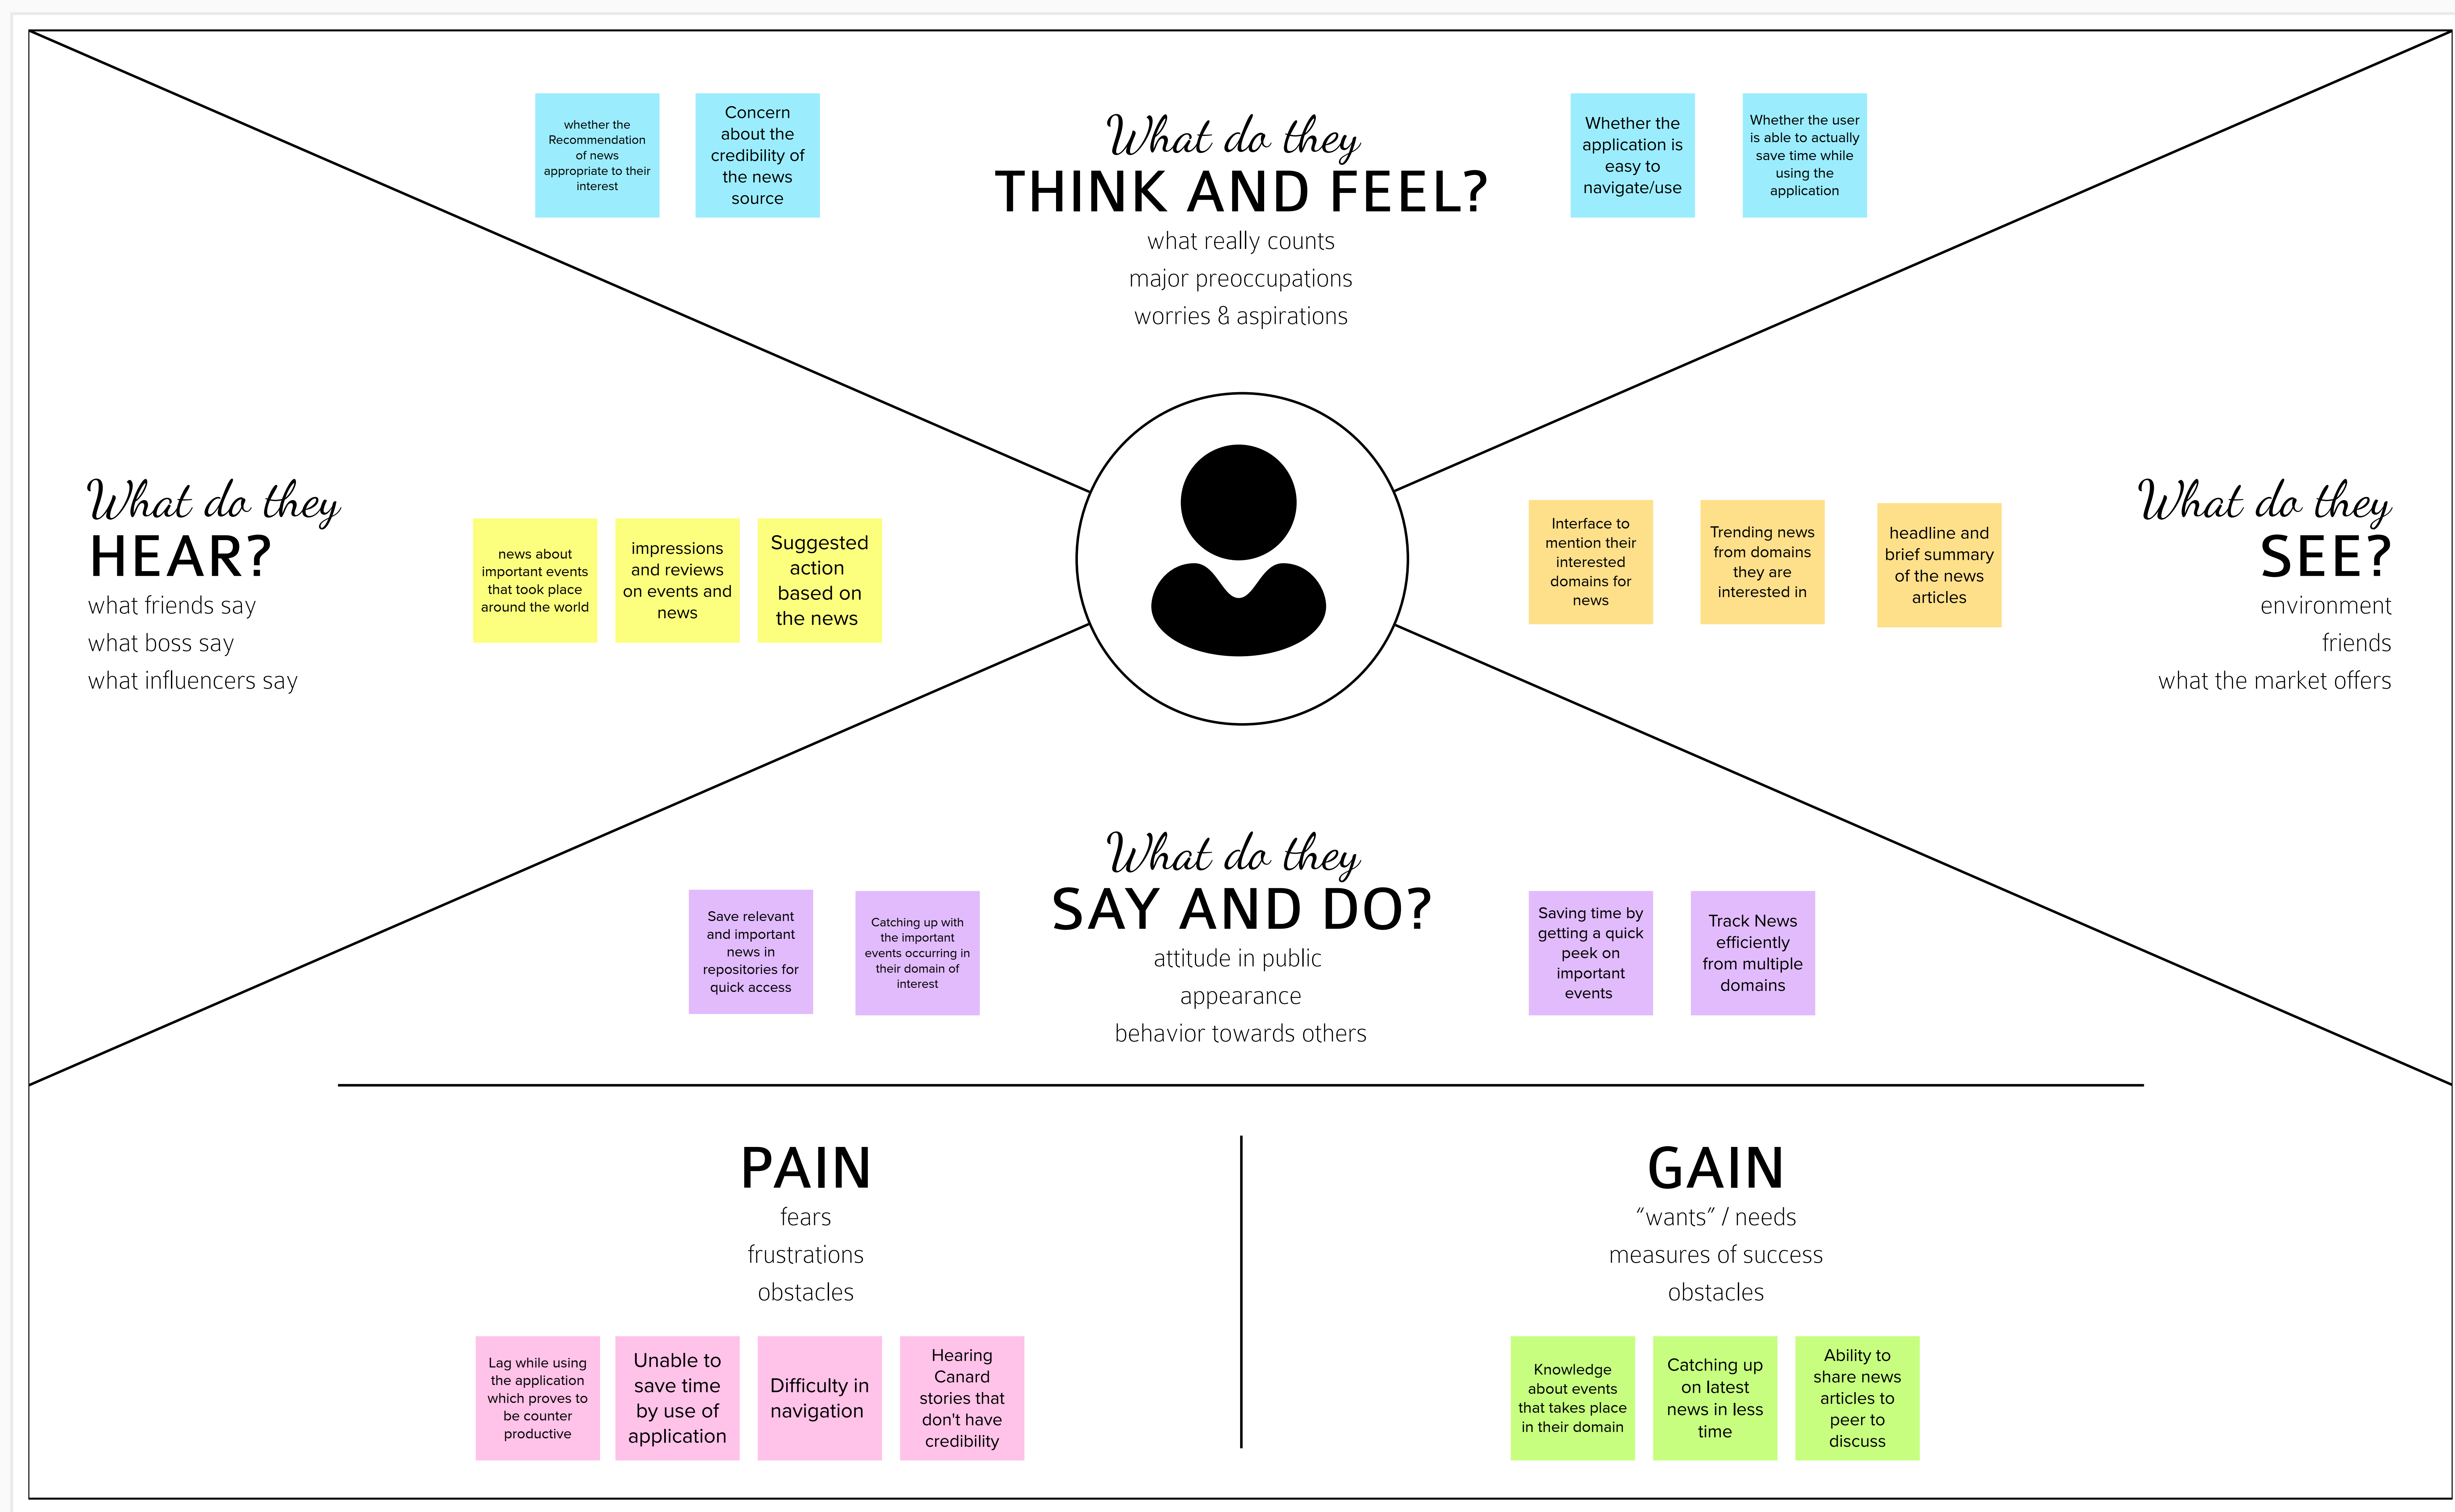 whether the
Recommendation
of news
appropriate to their
interest
Concern
about the
credibility of
the news
source
What do they
THINK AND FEEL?
what really counts
major preoccupations
worries & aspirations
Whether the
application is
easy to
navigate/use
Whether the user
is able to actually
save time while
using the
application
What do they
HEAR?
what friends say
what boss say
what influencers say
news about
important events
that took place
around the world
impressions
and reviews
on events and
news
Suggested
action
based on
the news
Interface to
mention their
interested
domains for
news
Trending news
from domains
they are
interested in
headline and
brief summary
of the news
articles
What do they
SEE?
environment
friends
what the market offers
Save relevant
and important
news in
repositories for
quick access
Catching up with
the important
events occurring in
their domain of
interest
What do they
SAY AND DO?
attitude in public
appearance
behavior towards others
Saving time by
getting a quick
peek on
important
events
Track News
efficiently
from multiple
domains
PAIN
fears
frustrations
obstacles
Lag while using
the application
which proves to
be counter
productive
Unable to
save time
by use of
application
Difficulty in
navigation
Hearing
Canard
stories that
don't have
credibility
GAIN
“wants” / needs
measures of success
obstacles
Knowledge
about events
that takes place
in their domain
Catching up
on latest
news in less
time
Ability to
share news
articles to
peer to
discuss